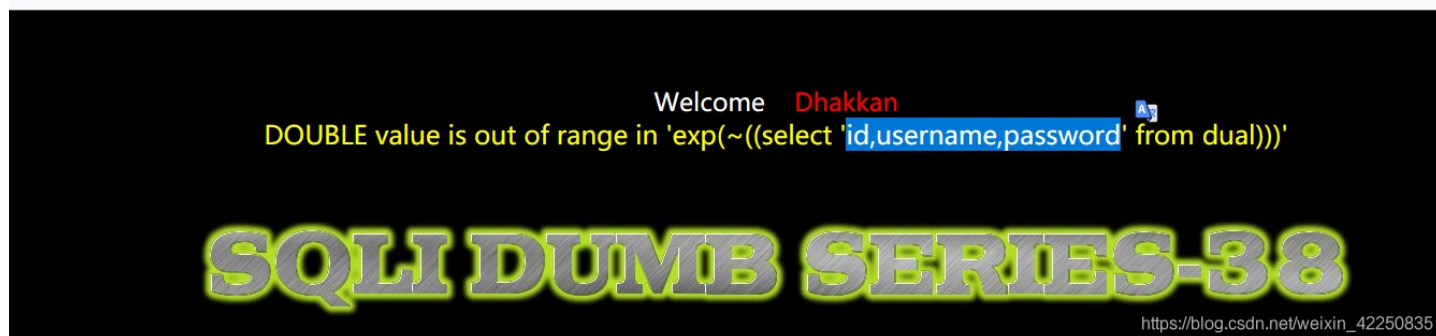 Welcome Dhakkan
DOUBLE value is out of range in 'exp(~((select 'id,username,password' from dual)))'
SQLI DUMB SERIES-38
https://blog.csdn.net/weixin_42250835